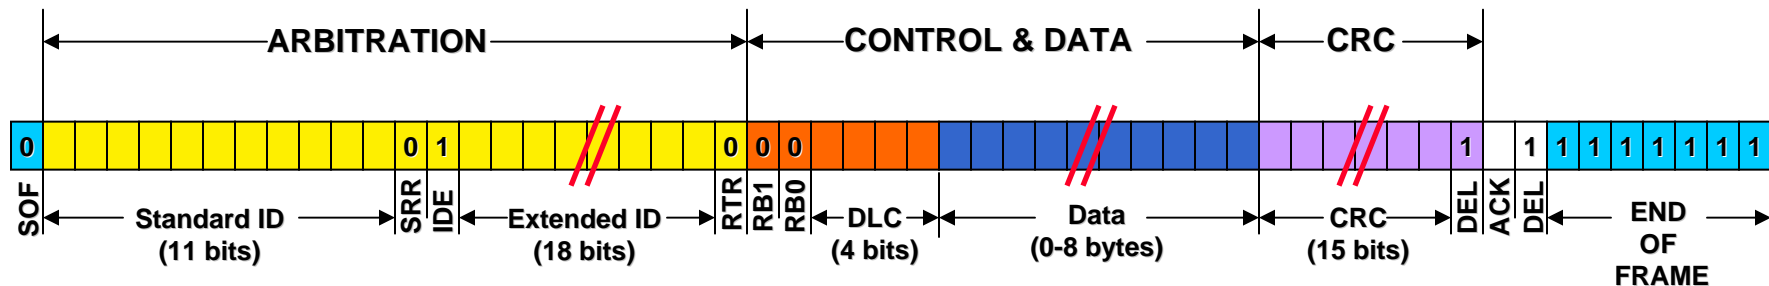 ARBITRATION CONTROL & DATA CRC
0 0 1 0 0 0 1 1 1 1 1 1 1 1 1
SOF
Standard ID
(11 bits)
SRR
IDE
Extended ID
(18 bits)
RTR
RB1
RB0
DLC
(4 bits)
Data
(0-8 bytes)
CRC
(15 bits)
DEL
ACK
DEL
END
OF
FRAME